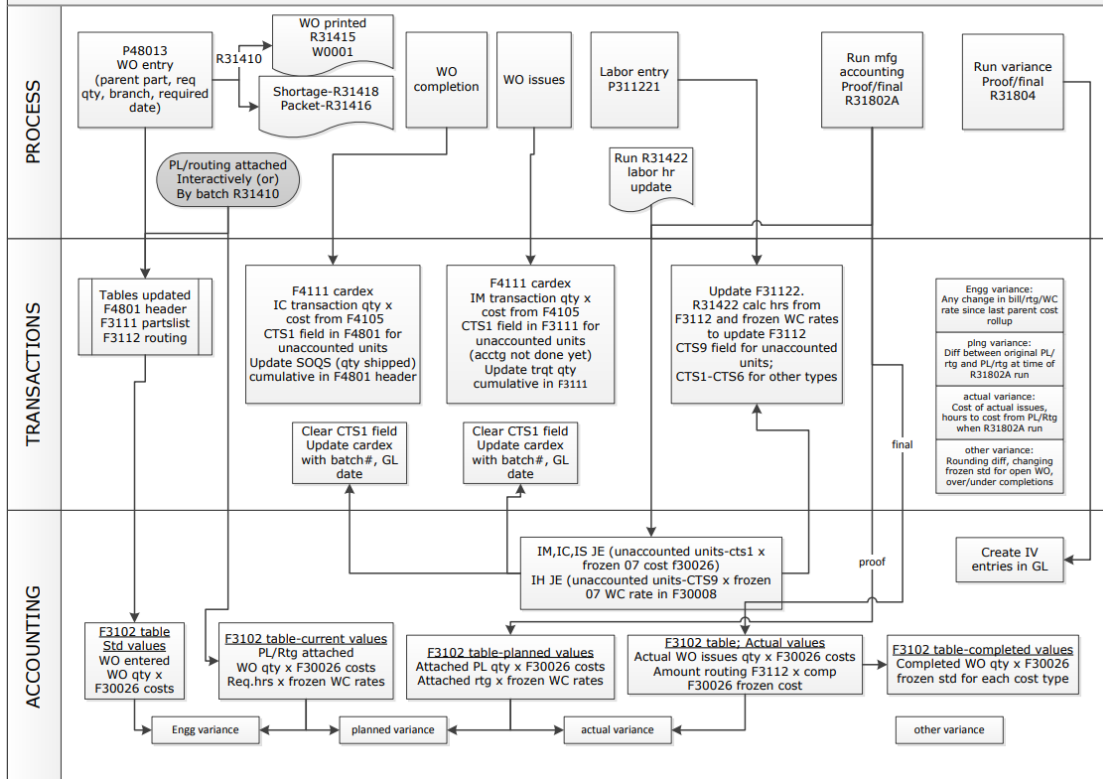 PROCESS
P48013
WO entry
(parent part, req
qty, branch, required
date)
R31410
WO printed
R31415
W0001
Shortage-R31418
Packet-R31416
WO
completion
WO issues
Labor entry
P311221
Run mfg
accounting
Proof/final
R31802A
Run variance
Proof/final
R31804
PL/routing attached
Interactively (or)
By batch R31410
Run R31422
labor hr
update
TRANSACTIONS
Tables updated
F4801 header
F3111 partslist
F3112 routing
F4111 cardex
IC transaction qty x
cost from F4105
CTS1 field in F4801 for
unaccounted units
Update SOQS (qty shipped)
cumulative in F4801 header
F4111 cardex
IM transaction qty x
cost from F4105
CTS1 field in F3111 for
unaccounted units
(acctg not done yet)
Update trqt qty
cumulative in F3111
Update F31122.
R31422 calc hrs from
F3112 and frozen WC rates
to update F3112
CTS9 field for unaccounted
units;
CTS1-CTS6 for other types
Engg variance:
Any change in bill/rtg/WC
rate since last parent cost
rollup
plng variance:
Diff between original PL/
rtg and PL/rtg at time of
R31802A run
actual variance:
Cost of actual issues,
hours to cost from PL/Rtg
when R31802A run
other variance:
Rounding diff, changing
frozen std for open WO,
over/under completions
Clear CTS1 field
Update cardex
with batch#, GL
date
Clear CTS1 field
Update cardex
with batch#, GL
date
final
ACCOUNTING
IM,IC,IS JE (unaccounted units-cts1 x
frozen 07 cost f30026)
IH JE (unaccounted units-CTS9 x frozen
07 WC rate in F30008
proof
Create IV
entries in GL
F3102 table
Std values
WO entered
WO qty x
F30026 costs
F3102 table-current values
PL/Rtg attached
WO qty x F30026 costs
Req.hrs x frozen WC rates
F3102 table-planned values
Attached PL qty x F30026 costs
Attached rtg x frozen WC rates
F3102 table; Actual values
Actual WO issues qty x F30026 costs
Amount routing F3112 x comp
F30026 frozen cost
F3102 table-completed values
Completed WO qty x F30026
frozen std for each cost type
Engg variance
planned variance
actual variance
other variance